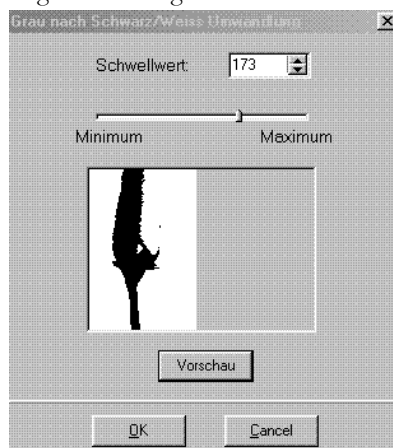 Grau nach Schwarz/Weiss Umwandlung
Schwellwert: 173
Minimum Maximum
Vorschau
OK Cancel